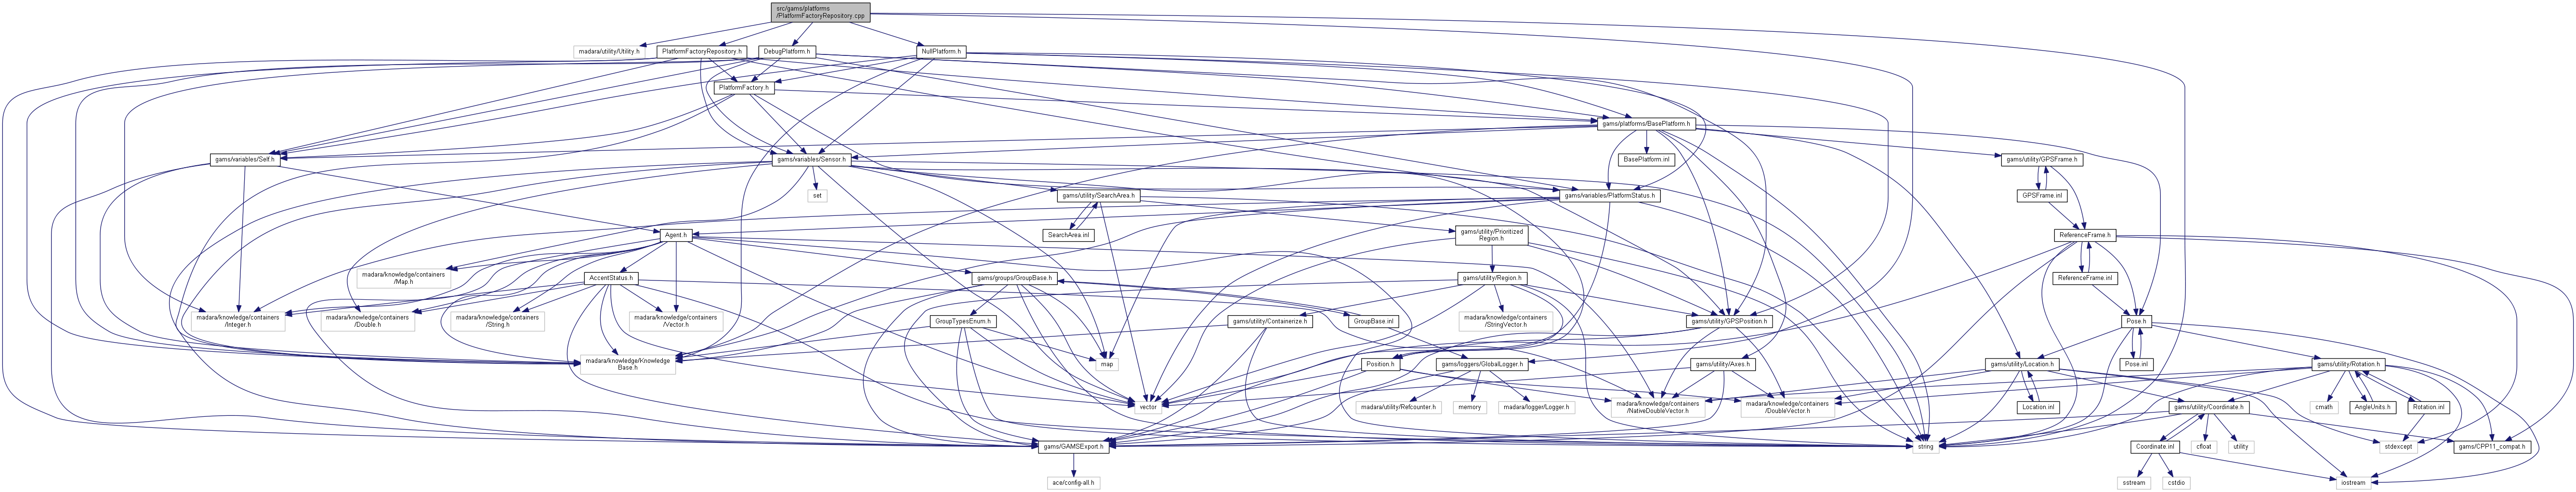 src/gams/platforms
/PlatformFactoryRepository.cpp
madara/utility/Utility.h
PlatformFactoryRepository.h
DebugPlatform.h
NullPlatform.h
PlatformFactory.h
gams/platforms/BasePlatform.h
gams/variables/Self.h
gams/variables/Sensor.h
BasePlatform.inl
gams/utility/GPSFrame.h
set
gams/utility/SearchArea.h
gams/variables/PlatformStatus.h
GPSFrame.inl
Agent.h
SearchArea.inl
gams/utility/Prioritized
Region.h
ReferenceFrame.h
madara/knowledge/containers
/Map.h
AccentStatus.h
gams/groups/GroupBase.h
gams/utility/Region.h
ReferenceFrame.inl
madara/knowledge/containers
/Integer.h
madara/knowledge/containers
/Double.h
madara/knowledge/containers
/String.h
madara/knowledge/containers
/Vector.h
GroupTypesEnum.h
gams/utility/Containerize.h
GroupBase.inl
madara/knowledge/containers
/StringVector.h
gams/utility/GPSPosition.h
Pose.h
madara/knowledge/Knowledge
Base.h
map
Position.h
gams/loggers/GlobalLogger.h
gams/utility/Axes.h
gams/utility/Location.h
Pose.inl
gams/utility/Rotation.h
vector
madara/utility/Refcounter.h
memory
madara/logger/Logger.h
madara/knowledge/containers
/NativeDoubleVector.h
madara/knowledge/containers
/DoubleVector.h
Location.inl
gams/utility/Coordinate.h
cmath
AngleUnits.h
Rotation.inl
gams/GAMSExport.h
string
Coordinate.inl
cfloat
utility
stdexcept
gams/CPP11_compat.h
ace/config-all.h
sstream
cstdio
iostream